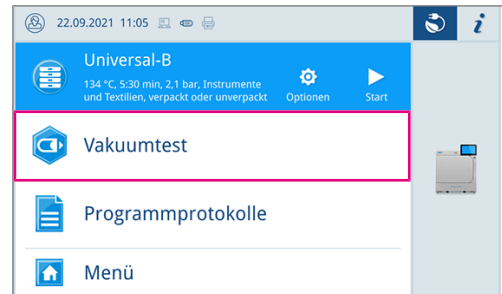 22.09.2021 11:05
i
Universal-B
134 °C, 5:30 min, 2,1 bar, Instrumente
und Textilien, verpackt oder unverpackt
Optionen
Start
Vakuumtest
Programmprotokolle
Menü